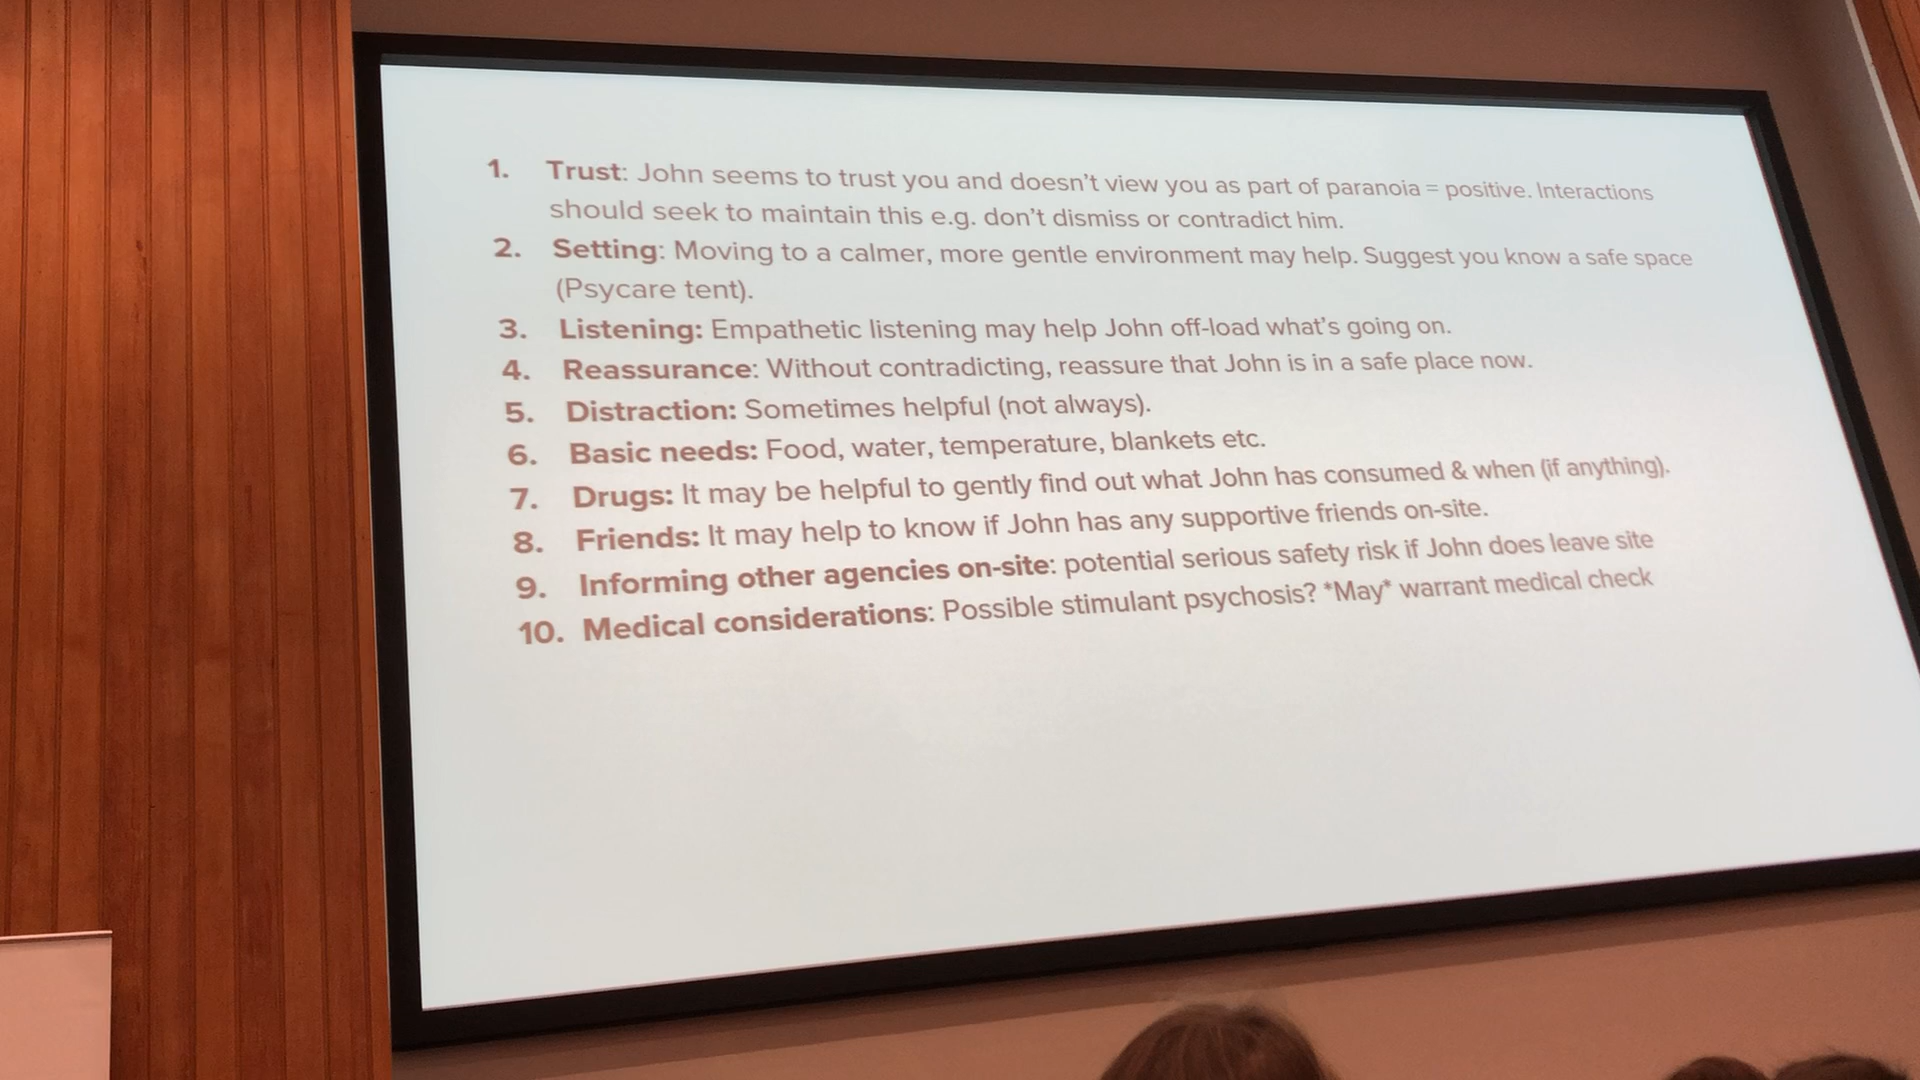 1. Trust: John seems to trust you and doesn't view you as part of paranoia = positive. Interactions
should seek to maintain this e.g. don't dismiss or contradict him.
2. Setting: Moving to a calmer, more gentle environment may help. Suggest you know a safe space
(Psycare tent).
3. Listening: Empathetic listening may help John off-load what's going on.
4. Reassurance: Without contradicting, reassure that John is in a safe place now.
5. Distraction: Sometimes helpful (not always).
6. Basic needs: Food, water, temperature, blankets etc.
7. Drugs: It may be helpful to gently find out what John has consumed & when (if anything).
8. Friends: It may help to know if John has any supportive friends on-site.
9. Informing other agencies on-site: potential serious safety risk if John does leave site
10. Medical considerations: Possible stimulant psychosis? *May* warrant medical check